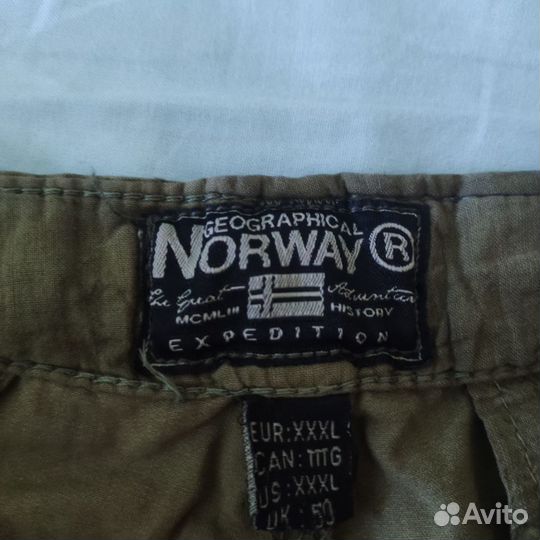 GEOGRAPHICAL
NORWAY ®
The Great Adventure
MCMLIII HISTORY
EXPEDITION
EUR:XXXL
CAN:TTTG
US:XXXL
UK:50
Avito